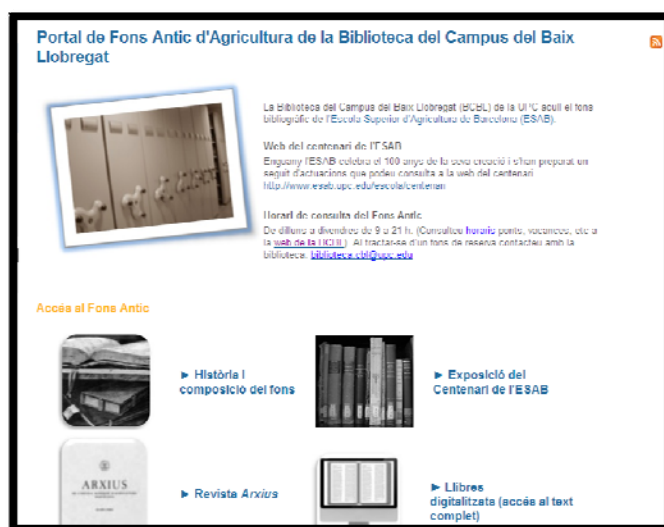 Portal de Fons Antic d'Agricultura de la Biblioteca del Campus del Baix
Llobregat
La Biblioteca del Campus del Baix Llobregat (BCBL) de la UPC acull el fons
bibliogràfic de l'Escola Superior d'Agricultura de Barcelona (ESAB).
Web del centenari de l'ESAB
Enguany l'ESAB celebra el 100 anys de la seva creació i s'han preparat un
seguit d'actuacions que podeu consulta a la web del centenari
http://www.esab.upc.edu/escola/centenari
Horari de consulta del Fons Antic
De dilluns a divendres de 9 a 21 h. (Consulteu horaris ponts, vacances, etc a
la web de la BCBL). Al tractar-se d'un fons de reserva contacteu amb la
biblioteca: biblioteca.cbl@upc.edu
Accés al Fons Antic
► Història i
composició del fons
► Exposició del
Centenari de l'ESAB
ARXIUS
► Revista Arxius
► Llibres
digitalitzats (accés al text
complet)